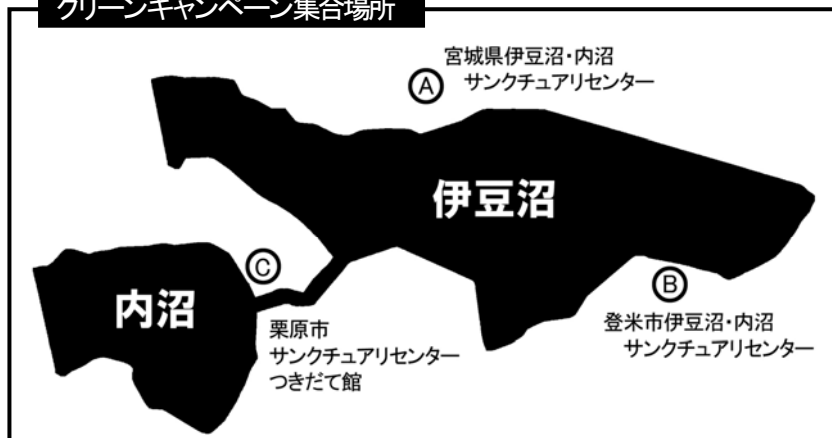 クリーンキャンペーン集合場所
宮城県伊豆沼・内沼
サンクチュアリセンター
Ⓐ
伊豆沼
Ⓒ
内沼
Ⓑ
栗原市
サンクチュアリセンター
つきだて館
登米市伊豆沼・内沼
サンクチュアリセンター